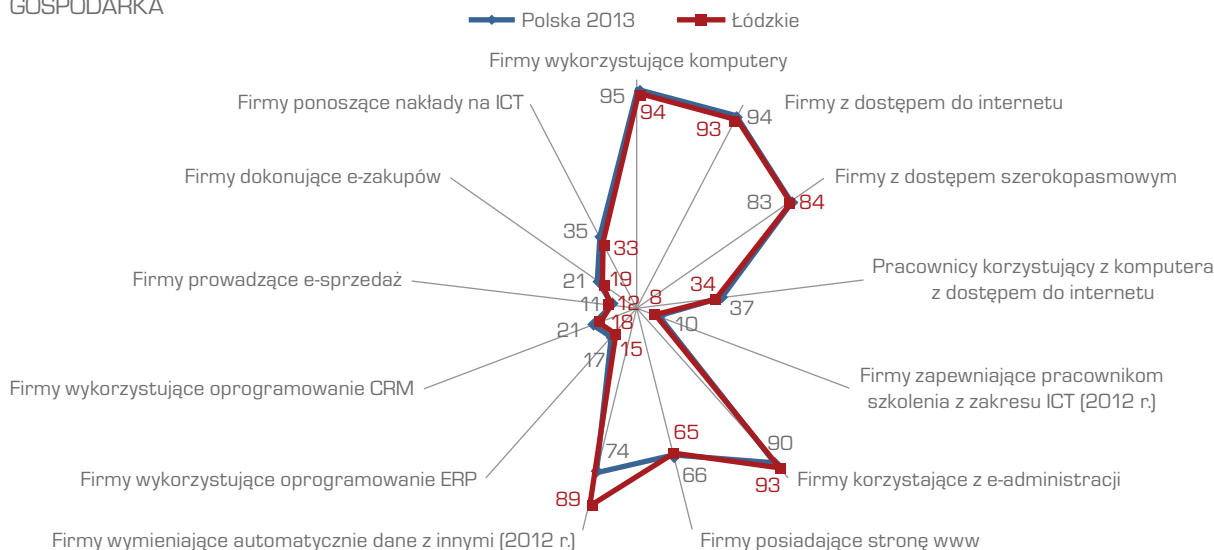 GOSPODARKA
Polska 2013
Łódzkie
Firmy wykorzystujące komputery
Firmy ponoszące nakłady na ICT
Firmy z dostępem do internetu
95
94
93
94
Firmy dokonujące e-zakupów
Firmy z dostępem szerokopasmowym
83
84
35
33
Firmy prowadzące e-sprzedaż
Pracownicy korzystujący z komputera
z dostępem do internetu
21
19
34
37
11
12
8
10
21
18
17
15
Firmy wykorzystujące oprogramowanie CRM
Firmy zapewniające pracownikom
szkolenia z zakresu ICT (2012 r.)
65
66
90
93
74
89
Firmy wykorzystujące oprogramowanie ERP
Firmy korzystające z e-administracji
Firmy wymieniające automatycznie dane z innymi (2012 r.)
Firmy posiadające stronę www